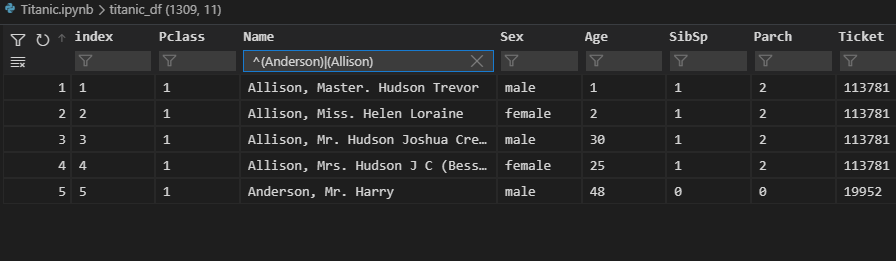 Titanic.ipynb > titanic_df (1309, 11)
index Pclass Name Sex Age SibSp Parch Ticket
^(Anderson)|(Allison)
1 1 1 Allison, Master. Hudson Trevor male 1 1 2 113781
2 2 1 Allison, Miss. Helen Loraine female 2 1 2 113781
3 3 1 Allison, Mr. Hudson Joshua Cre… male 30 1 2 113781
4 4 1 Allison, Mrs. Hudson J C (Bess… female 25 1 2 113781
5 5 1 Anderson, Mr. Harry male 48 0 0 19952